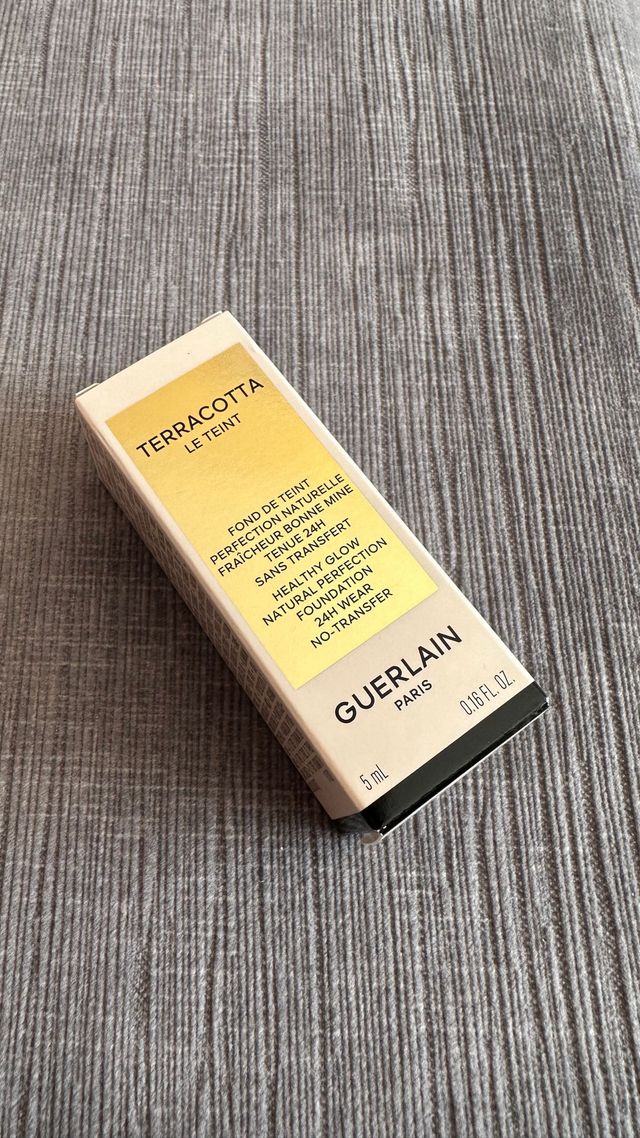 TERRACOTTA
LE TEINT
FOND DE TEINT
PERFECTION NATURELLE
FRAÎCHEUR BONNE MINE
TENUE 24H
SANS TRANSFERT
HEALTHY GLOW
NATURAL PERFECTION
FOUNDATION
24H WEAR
NO-TRANSFER
GUERLAIN
PARIS
5 mL
0.16 FL. OZ.